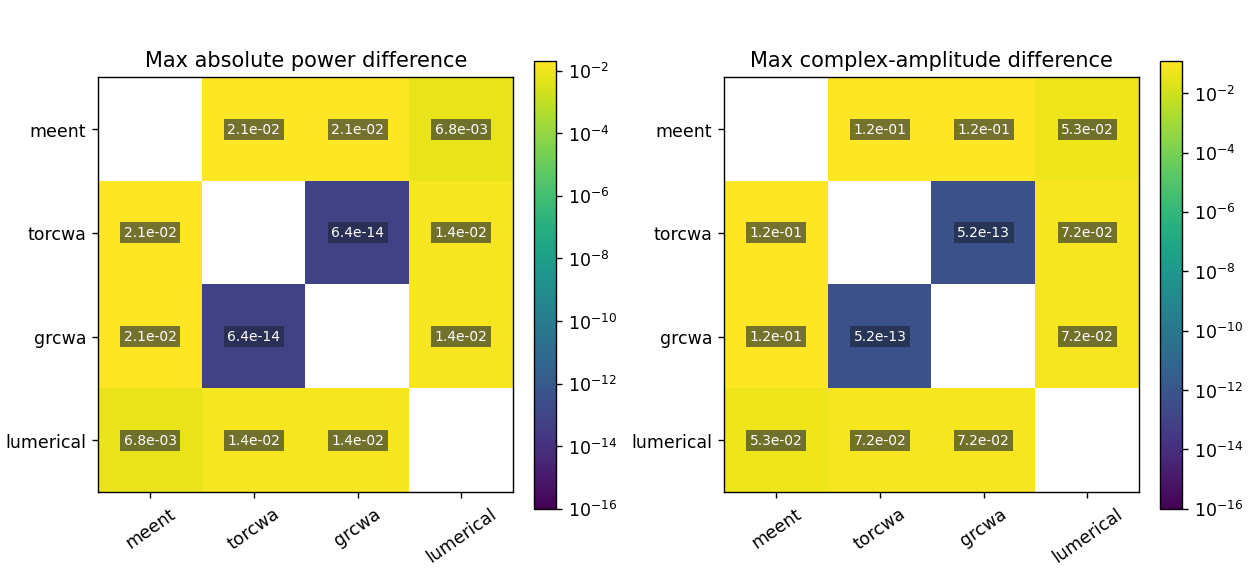 Max absolute power difference
meent
torcwa
grcwa
lumerical
2.1e-02 2.1e-02 6.8e-03
2.1e-02 6.4e-14 1.4e-02
2.1e-02 6.4e-14 1.4e-02
6.8e-03 1.4e-02 1.4e-02
meent torcwa grcwa lumerical
10⁻²
10⁻⁴
10⁻⁶
10⁻⁸
10⁻¹⁰
10⁻¹²
10⁻¹⁴
10⁻¹⁶
Max complex-amplitude difference
meent
torcwa
grcwa
lumerical
1.2e-01 1.2e-01 5.3e-02
1.2e-01 5.2e-13 7.2e-02
1.2e-01 5.2e-13 7.2e-02
5.3e-02 7.2e-02 7.2e-02
meent torcwa grcwa lumerical
10⁻²
10⁻⁴
10⁻⁶
10⁻⁸
10⁻¹⁰
10⁻¹²
10⁻¹⁴
10⁻¹⁶